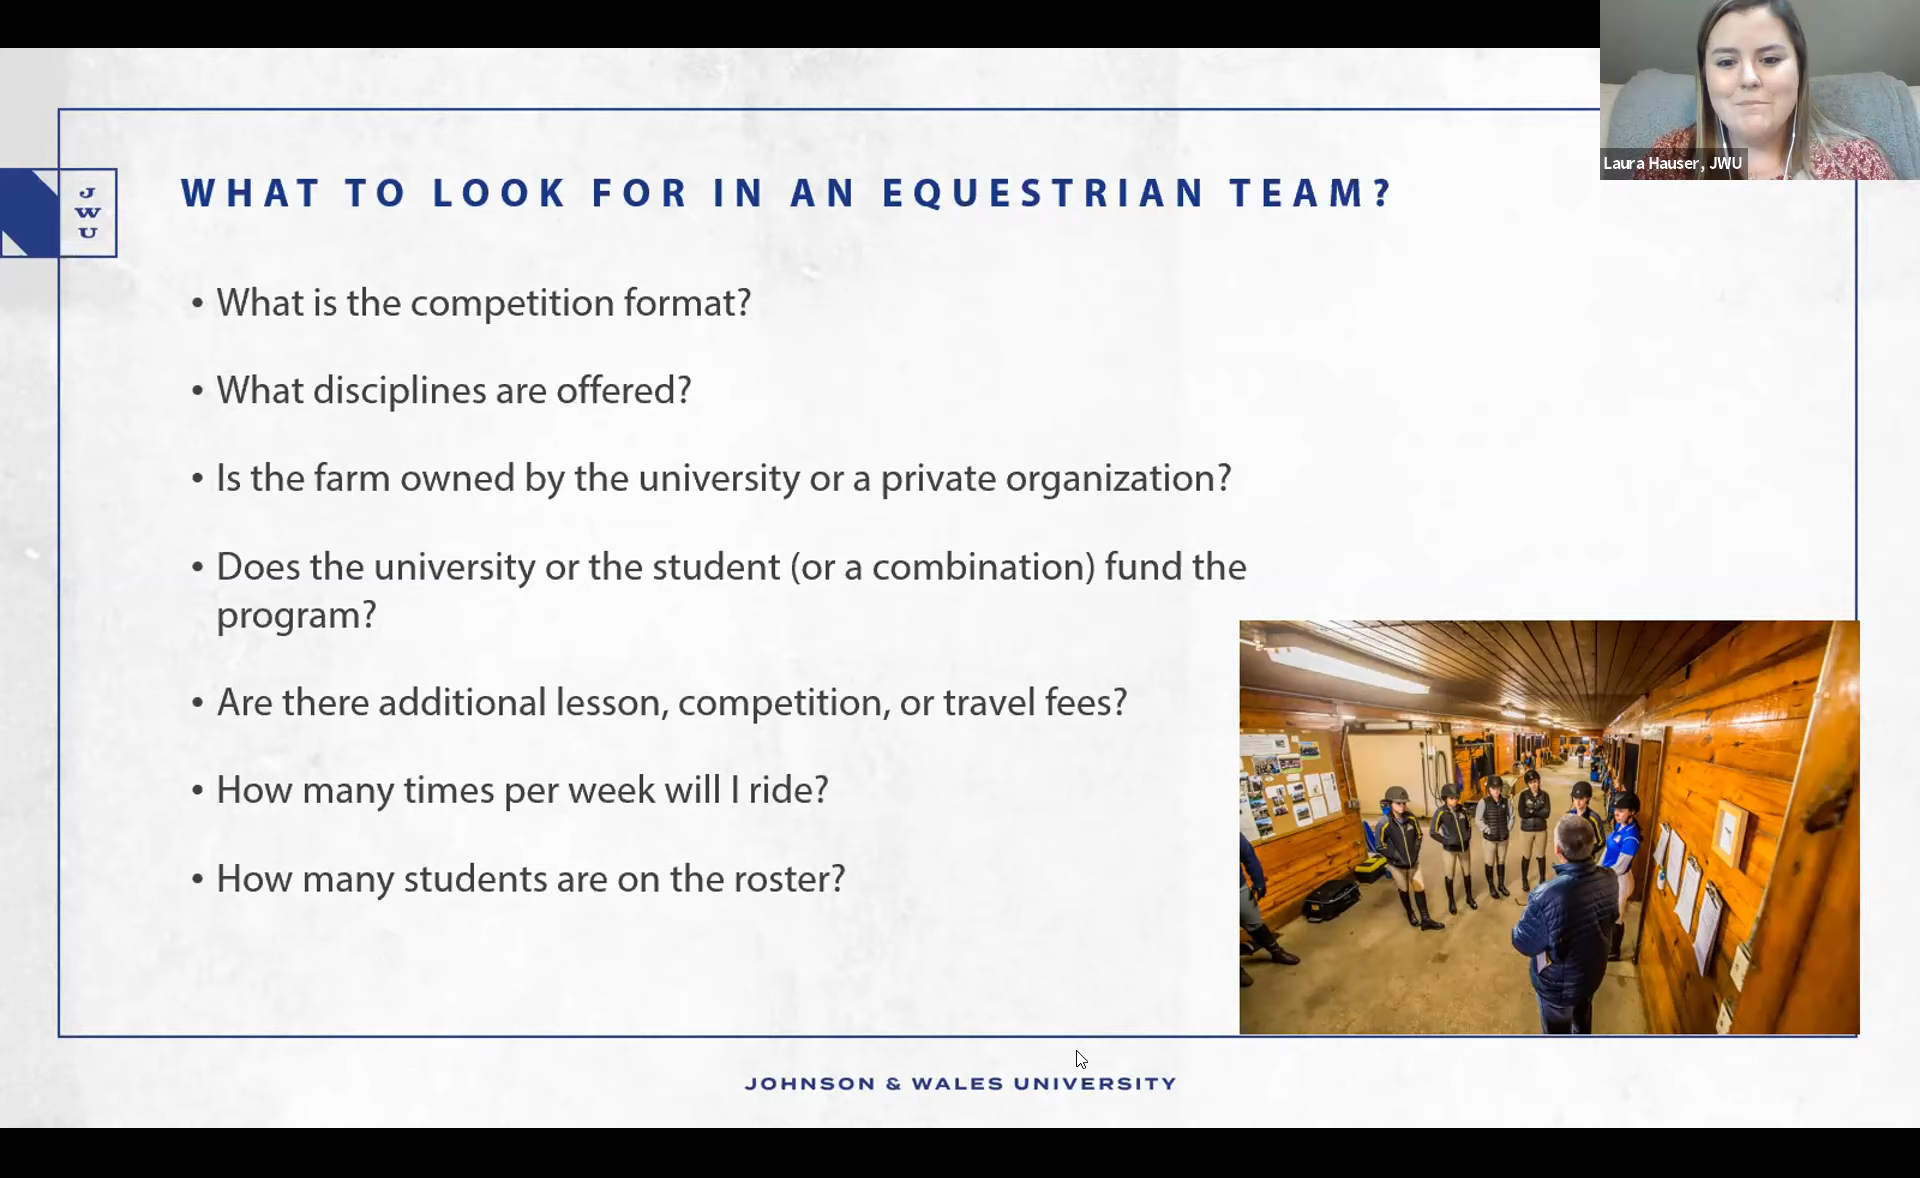 Laura Hauser, JWU
J
W
U
WHAT TO LOOK FOR IN AN EQUESTRIAN TEAM?
• What is the competition format?
• What disciplines are offered?
• Is the farm owned by the university or a private organization?
• Does the university or the student (or a combination) fund the
program?
• Are there additional lesson, competition, or travel fees?
• How many times per week will I ride?
• How many students are on the roster?
JOHNSON & WALES UNIVERSITY